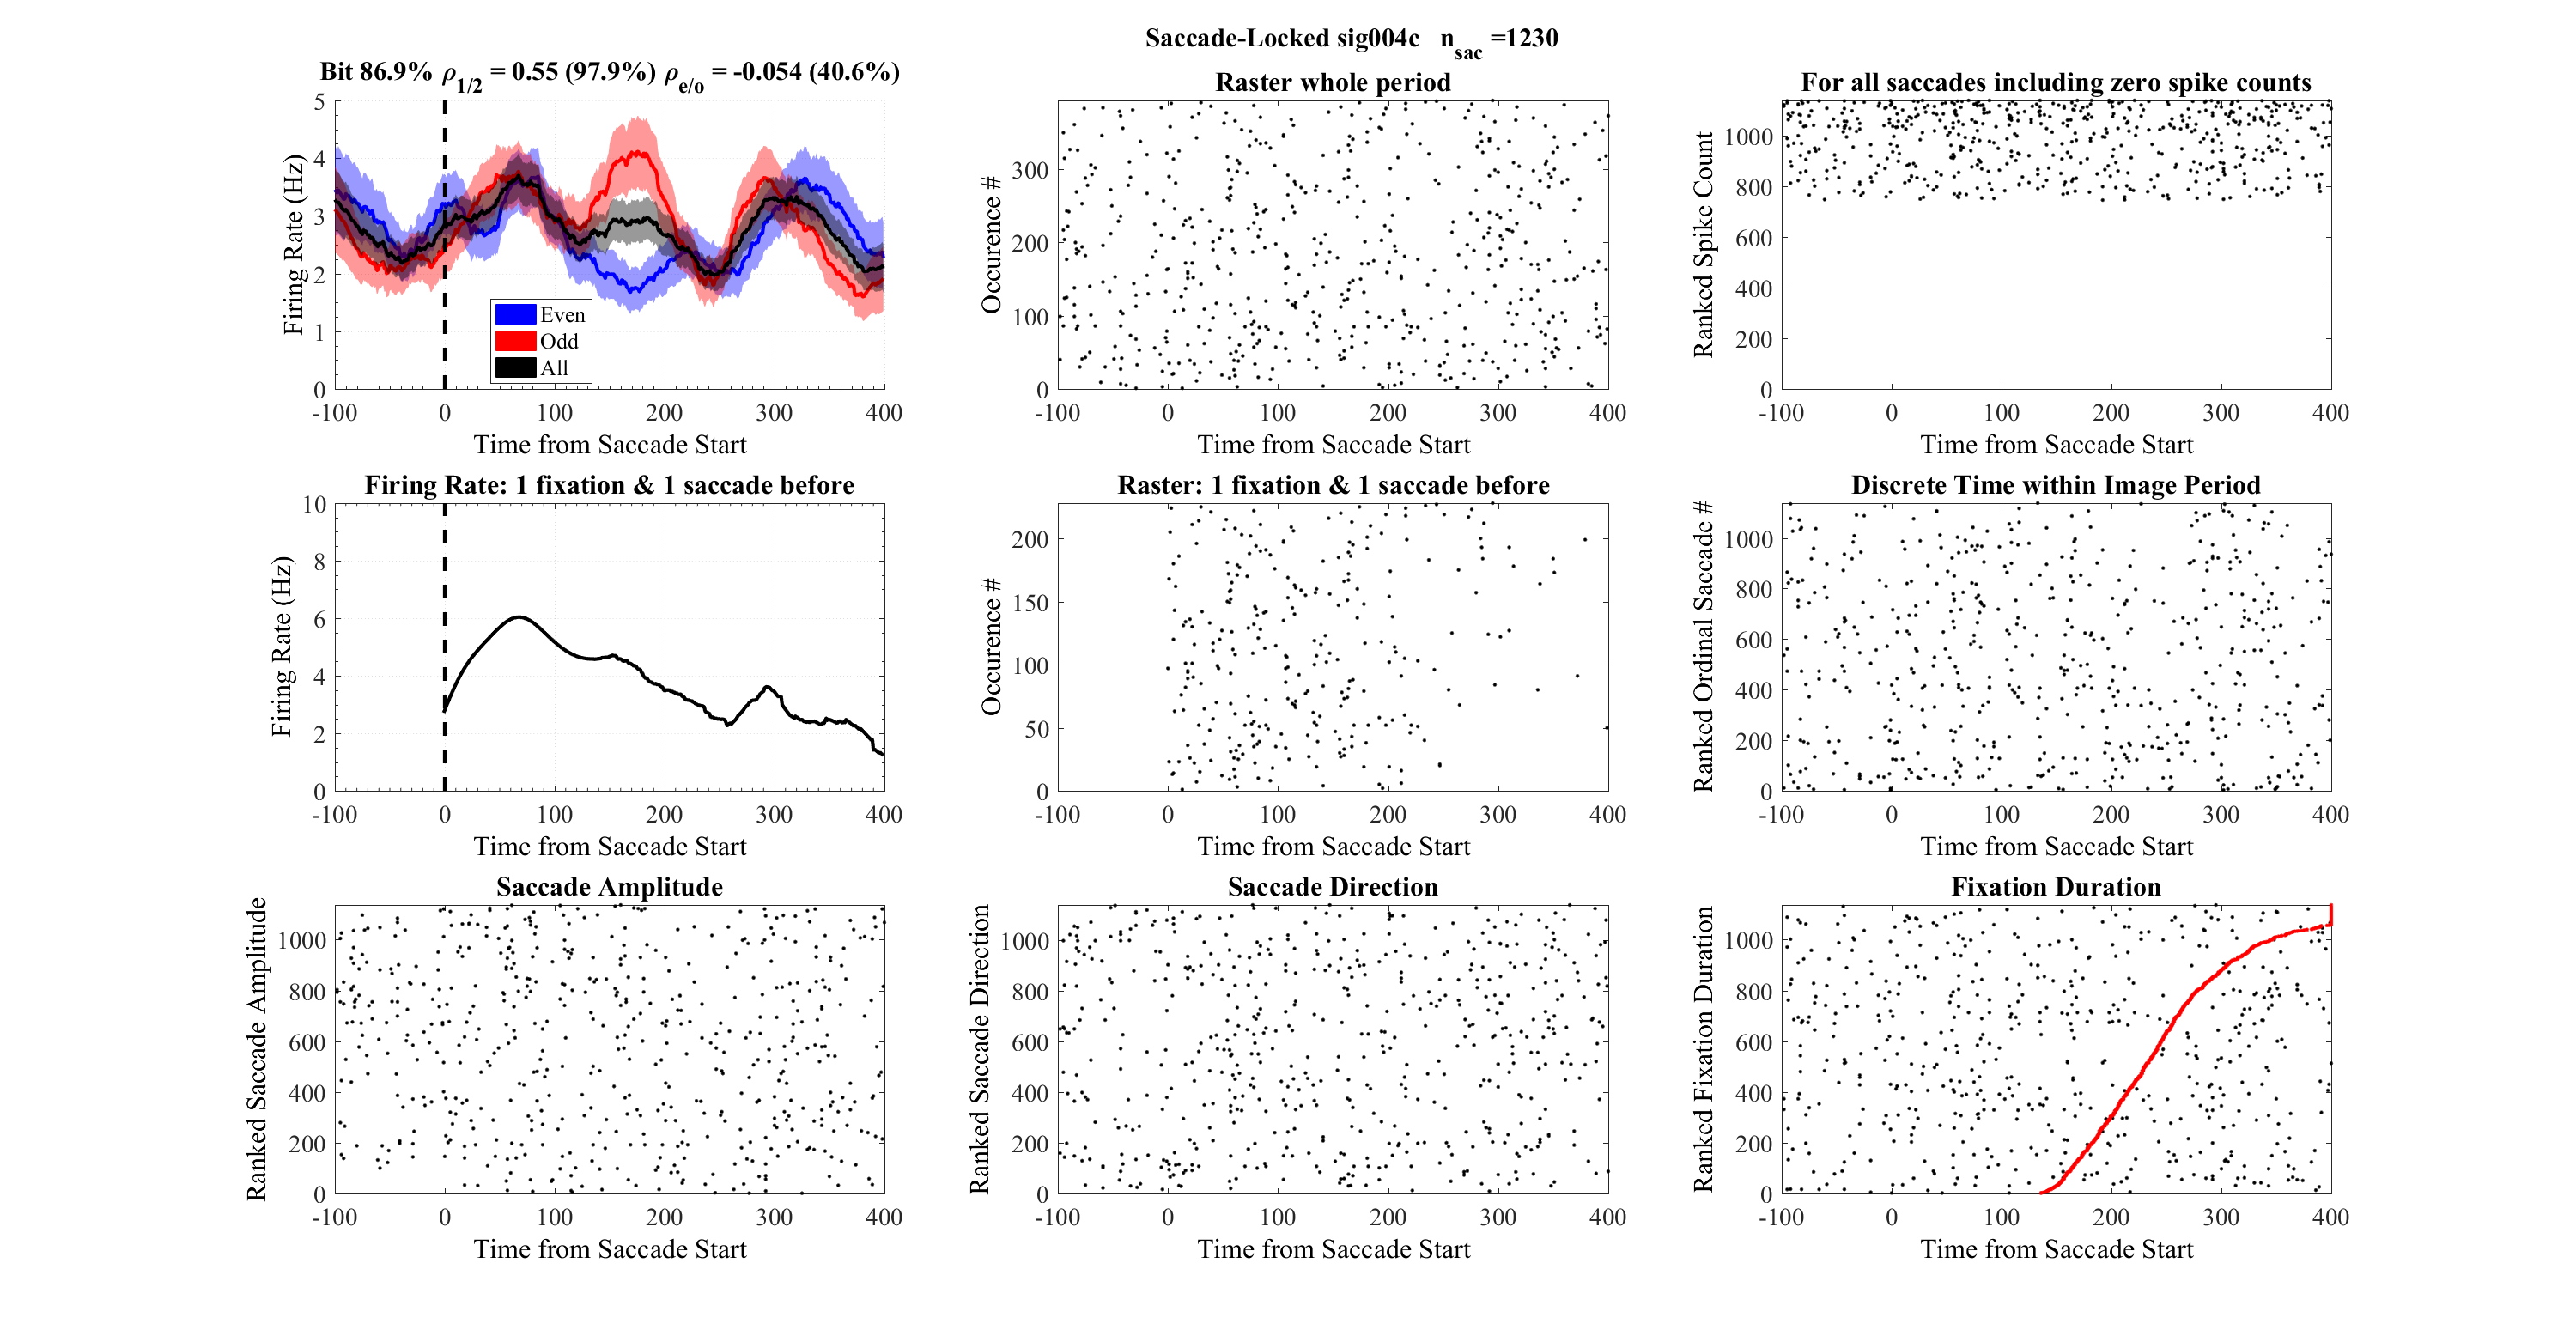 Saccade-Locked sig004c n_sac =1230
Bit 86.9% ρ_1/2 = 0.55 (97.9%) ρ_e/o = -0.054 (40.6%)
Firing Rate (Hz)
5
4
3
2
1
0
Even
Odd
All
-100 0 100 200 300 400
Time from Saccade Start
Raster whole period
Occurence #
300
200
100
0
-100 0 100 200 300 400
Time from Saccade Start
For all saccades including zero spike counts
Ranked Spike Count
1000
800
600
400
200
0
-100 0 100 200 300 400
Time from Saccade Start
Firing Rate: 1 fixation & 1 saccade before
Firing Rate (Hz)
10
8
6
4
2
0
-100 0 100 200 300 400
Time from Saccade Start
Raster: 1 fixation & 1 saccade before
Occurence #
200
150
100
50
0
-100 0 100 200 300 400
Time from Saccade Start
Discrete Time within Image Period
Ranked Ordinal Saccade #
1000
800
600
400
200
0
-100 0 100 200 300 400
Time from Saccade Start
Saccade Amplitude
Ranked Saccade Amplitude
1000
800
600
400
200
0
-100 0 100 200 300 400
Time from Saccade Start
Saccade Direction
Ranked Saccade Direction
1000
800
600
400
200
0
-100 0 100 200 300 400
Time from Saccade Start
Fixation Duration
Ranked Fixation Duration
1000
800
600
400
200
0
-100 0 100 200 300 400
Time from Saccade Start